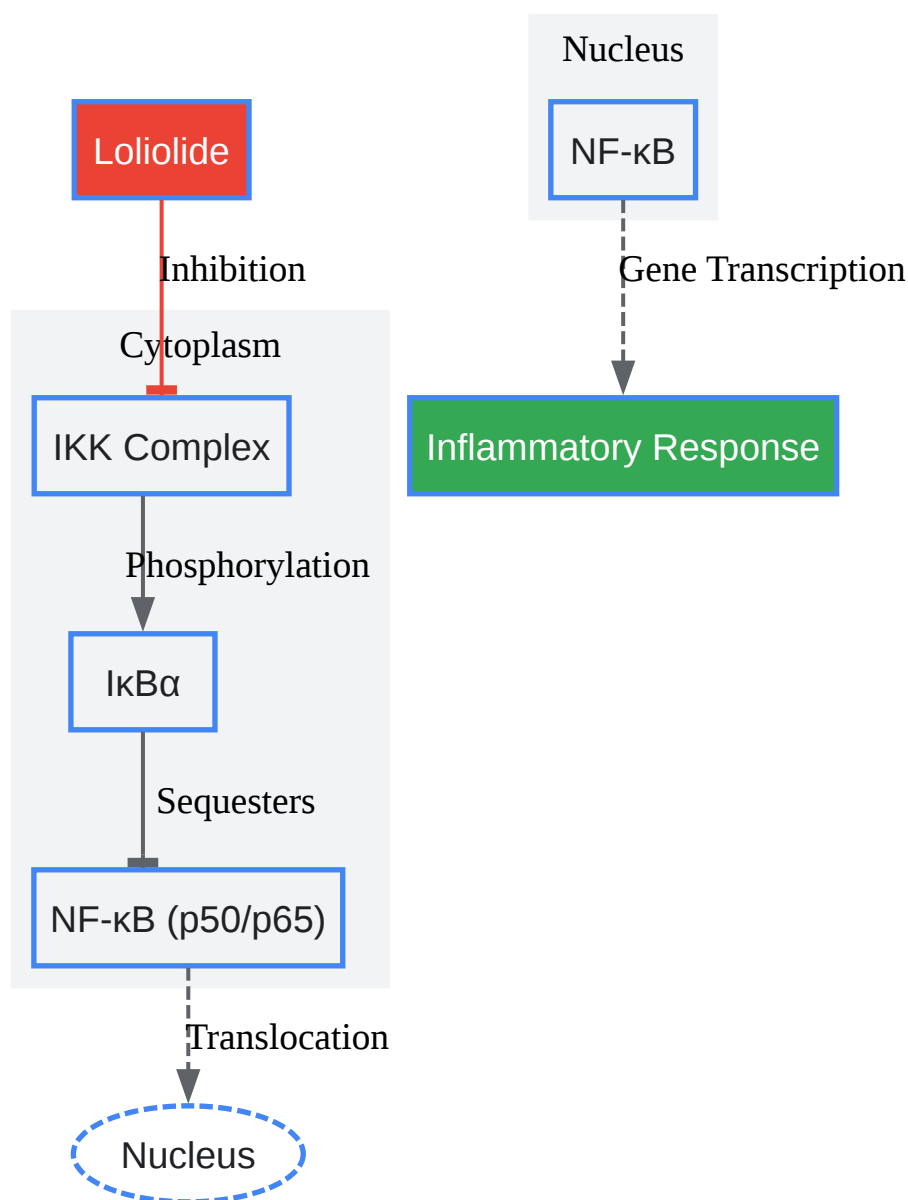 Loliolide
Inhibition
Cytoplasm
IKK Complex
Phosphorylation
IκBα
Sequesters
NF-κB (p50/p65)
Translocation
Nucleus
Nucleus
NF-κB
Gene Transcription
Inflammatory Response